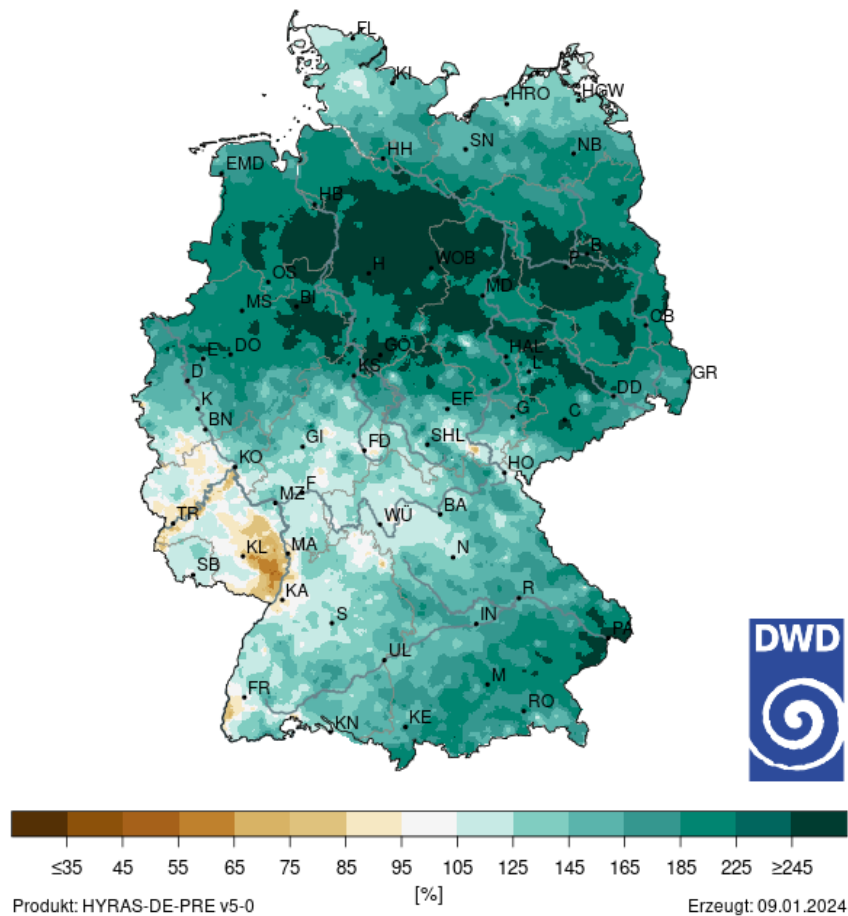 FL
KI
HRO
HGW
SN
NB
HH
EMD
HB
B
P
H
WOB
OS
MD
MS
BI
CB
DO
E
GÖ
HAL
L
D
KS
GR
DD
K
EF
G
C
BN
GI
FD
SHL
KO
HO
F
MZ
TR
WÜ
BA
KL
MA
N
SB
KA
R
S
IN
PA
UL
M
FR
RO
KN
KE
DWD
≤35 45 55 65 75 85 95 105 125 145 165 185 225 ≥245
[%]
Produkt: HYRAS-DE-PRE v5-0 Erzeugt: 09.01.2024